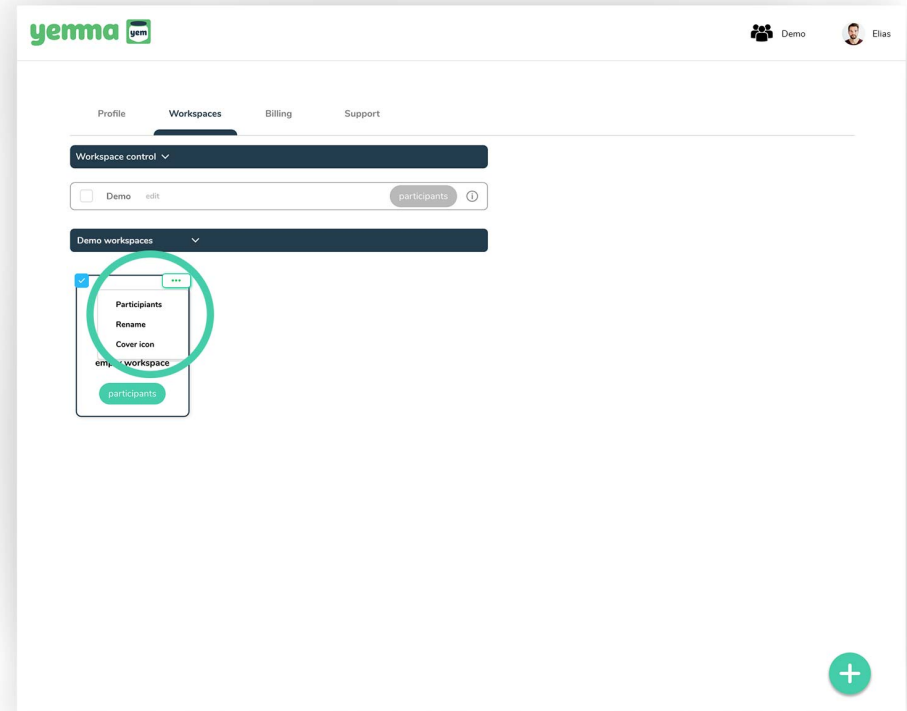 yemma yem
Demo
Elias
Profile Workspaces Billing Support
Workspace control
Demo edit participants
Demo workspaces
Participiants
Rename
Cover icon
workspace
participants